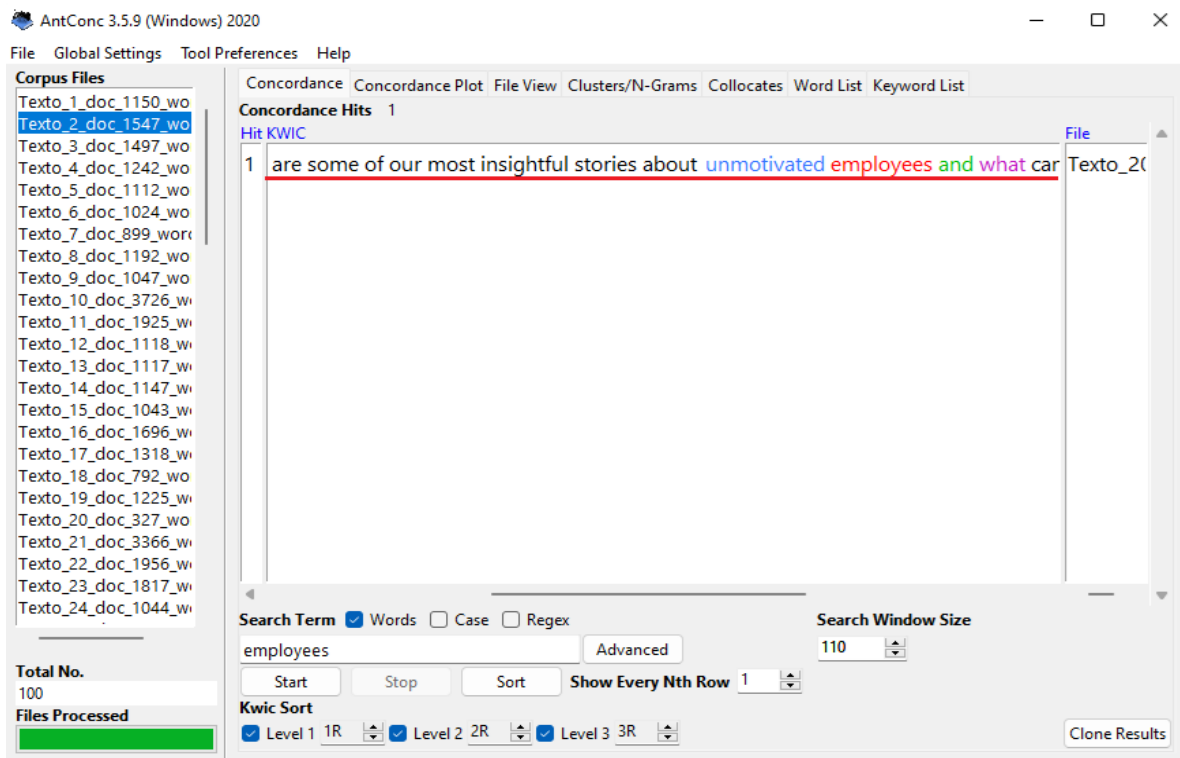 AntConc 3.5.9 (Windows) 2020
File Global Settings Tool Preferences Help
Corpus Files
Texto_1_doc_1150_wo
Texto_2_doc_1547_wo
Texto_3_doc_1497_wo
Texto_4_doc_1242_wo
Texto_5_doc_1112_wo
Texto_6_doc_1024_wo
Texto_7_doc_899_word
Texto_8_doc_1192_wo
Texto_9_doc_1047_wo
Texto_10_doc_3726_w
Texto_11_doc_1925_w
Texto_12_doc_1118_w
Texto_13_doc_1117_w
Texto_14_doc_1147_w
Texto_15_doc_1043_w
Texto_16_doc_1696_w
Texto_17_doc_1318_w
Texto_18_doc_792_wo
Texto_19_doc_1225_w
Texto_20_doc_327_wo
Texto_21_doc_3366_w
Texto_22_doc_1956_w
Texto_23_doc_1817_w
Texto_24_doc_1044_w
Total No.
100
Files Processed
Concordance Concordance Plot File View Clusters/N-Grams Collocates Word List Keyword List
Concordance Hits 1
Hit KWIC File
1 are some of our most insightful stories about unmotivated employees and what can Texto_20
Search Term Words Case Regex Search Window Size
employees Advanced 110
Start Stop Sort Show Every Nth Row 1
Kwic Sort
Level 1 1R Level 2 2R Level 3 3R Clone Results